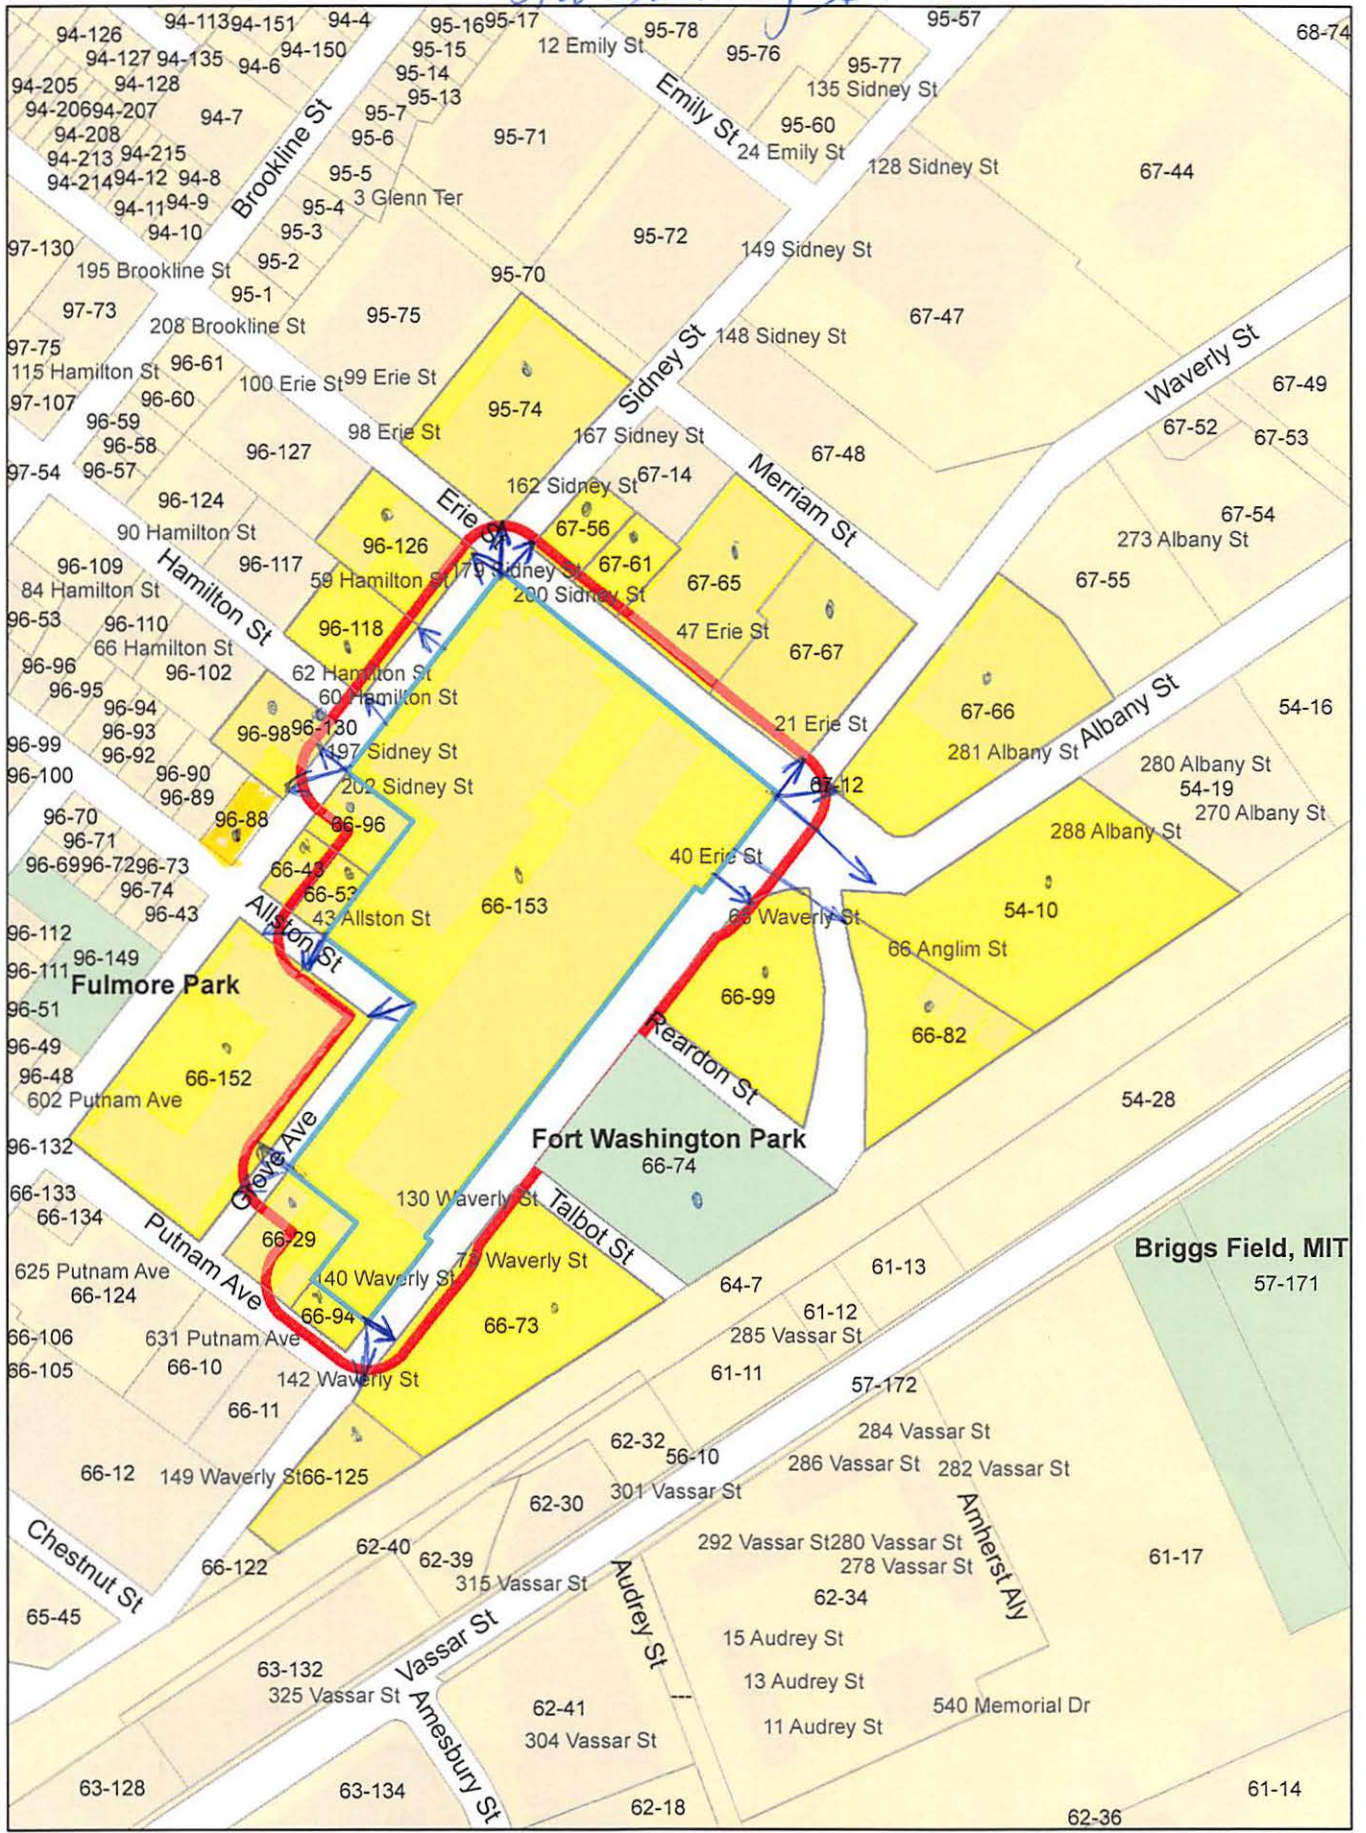 94-126
94-113
94-151
94-4
95-16
95-17
95-78
95-57
68-74
94-127
94-135
94-6
94-150
95-15
12 Emily St
95-76
95-77
94-205
94-128
95-14
135 Sidney St
94-206
94-207
94-7
95-7
95-13
Emily St
95-60
94-208
Brookline St
95-6
95-71
24 Emily St
94-213
94-215
128 Sidney St
67-44
94-214
94-12
94-8
95-5
94-11
94-9
95-4
3 Glenn Ter
94-10
95-3
95-72
149 Sidney St
97-130
195 Brookline St
95-2
95-70
95-1
97-73
208 Brookline St
95-75
67-47
148 Sidney St
97-75
96-61
Sidney St
Waverly St
115 Hamilton St
100 Erie St
99 Erie St
67-49
97-107
96-60
95-74
96-59
98 Erie St
167 Sidney St
67-52
67-53
96-58
96-127
67-48
97-54
96-57
67-14
Merriam St
162 Sidney St
96-124
Erie St
67-54
90 Hamilton St
67-56
96-126
273 Albany St
96-109
Hamilton St
96-117
67-61
59 Hamilton St
179 Sidney St
67-65
67-55
84 Hamilton St
200 Sidney St
96-53
96-110
96-118
47 Erie St
66 Hamilton St
67-67
96-96
96-102
62 Hamilton St
96-95
60 Hamilton St
67-66
Albany St
54-16
96-94
96-98
96-130
21 Erie St
96-93
96-99
96-92
197 Sidney St
281 Albany St
280 Albany St
96-100
96-90
202 Sidney St
67-12
54-19
96-89
270 Albany St
96-70
96-88
66-96
288 Albany St
96-71
40 Erie St
96-69
96-72
96-73
66-43
96-74
66-53
66-153
54-10
96-43
Allston St
43 Allston St
65 Waverly St
96-112
66 Anglim St
96-149
96-111
Fulmore Park
66-99
96-51
66-82
Reardon St
96-49
66-152
96-48
602 Putnam Ave
54-28
Fort Washington Park
96-132
66-74
Grove Ave
66-133
130 Waverly St
66-134
Talbot St
Putnam Ave
66-29
Briggs Field, MIT
73 Waverly St
625 Putnam Ave
140 Waverly St
64-7
61-13
57-171
66-124
66-94
66-73
61-12
66-106
631 Putnam Ave
285 Vassar St
66-105
66-10
142 Waverly St
61-11
57-172
66-11
284 Vassar St
62-32
56-10
66-12
149 Waverly St
66-125
286 Vassar St
282 Vassar St
301 Vassar St
62-30
Amherst Aly
Chestnut St
62-40
292 Vassar St
280 Vassar St
66-122
62-39
278 Vassar St
61-17
315 Vassar St
Audrey St
62-34
65-45
15 Audrey St
Vassar St
63-132
13 Audrey St
325 Vassar St
62-41
540 Memorial Dr
Amesbury St
11 Audrey St
304 Vassar St
63-128
63-134
61-14
62-18
62-36